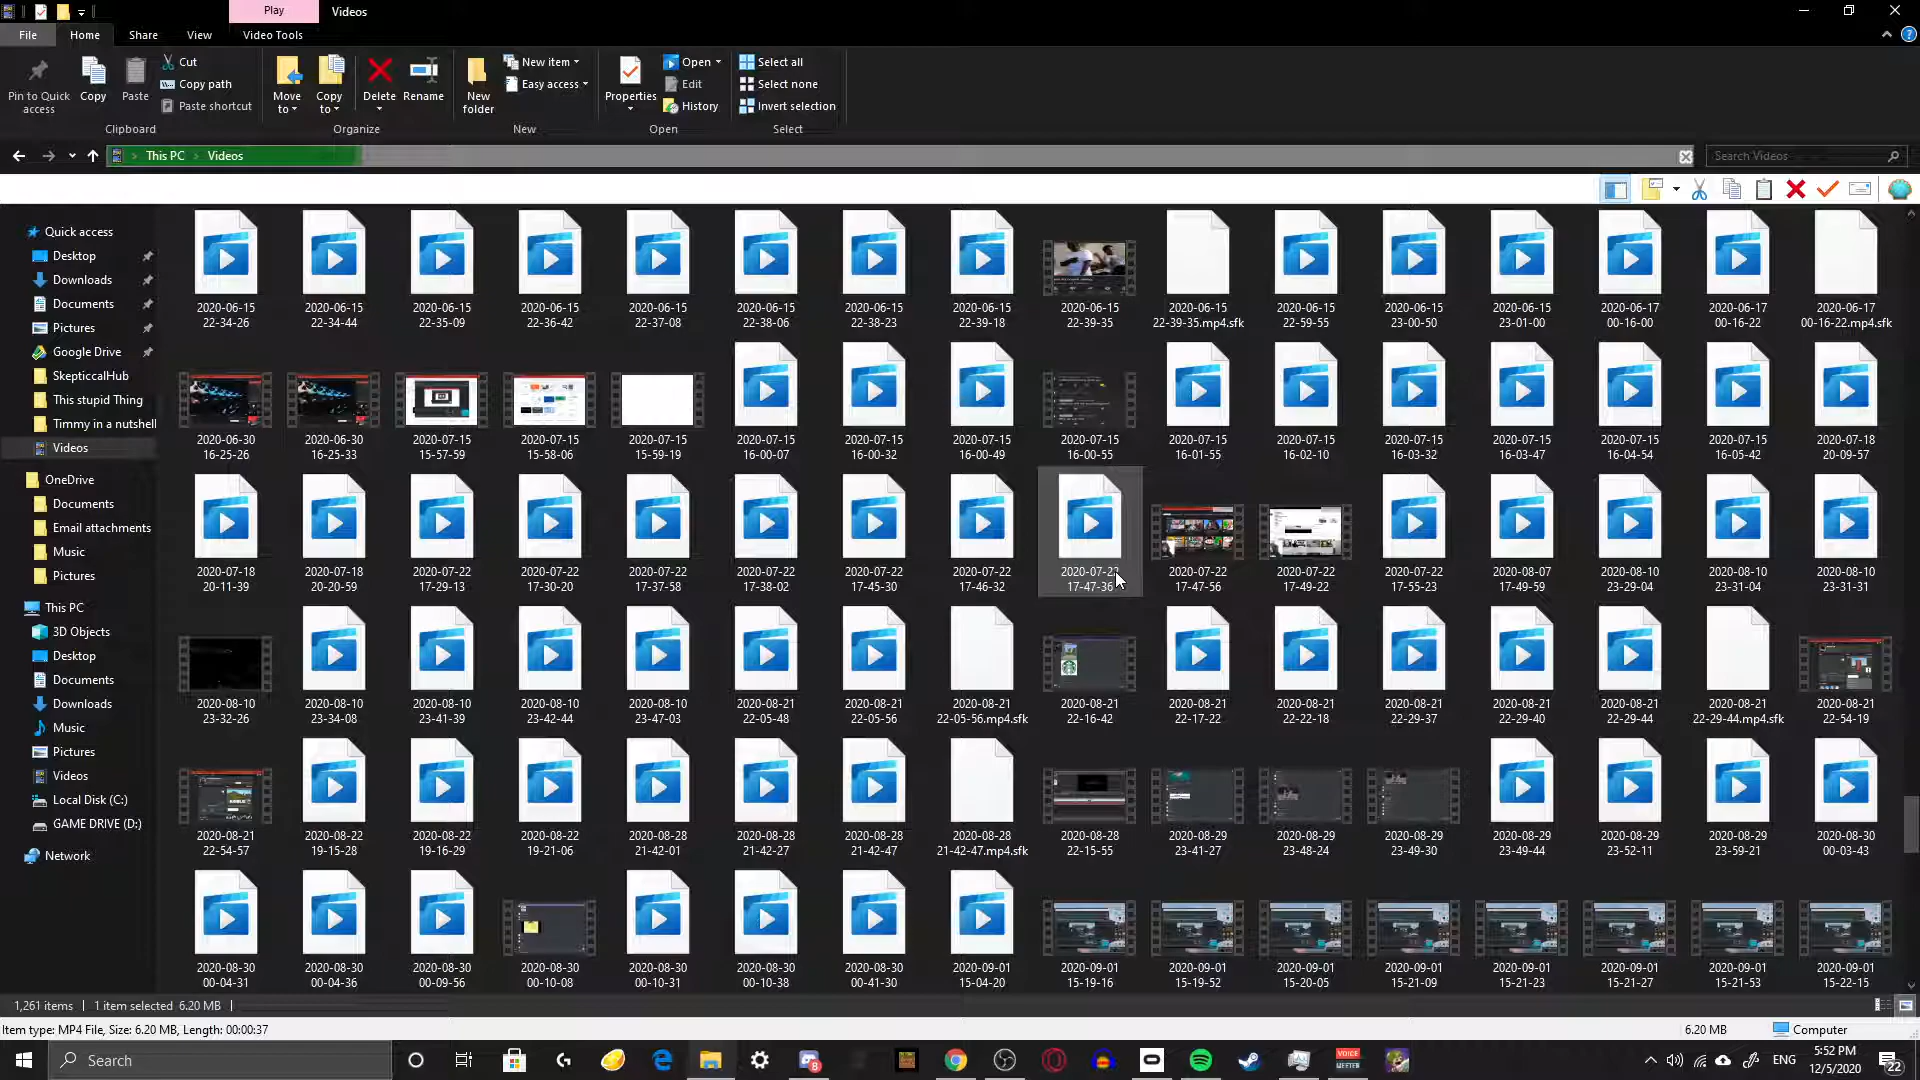 Play
Videos
File
Home
Share
View
Video Tools
Pin to Quick
access
Copy
Paste
Cut
Copy path
Paste shortcut
Clipboard
Move
to
Copy
to
Delete
Rename
Organize
New
folder
New item
Easy access
New
Properties
Open
Edit
History
Open
Select all
Select none
Invert selection
Select
This PC
Videos
Search Videos
Quick access
Desktop
Downloads
Documents
Pictures
Google Drive
SkepticcalHub
This stupid Thing
Timmy in a nutshell
Videos
OneDrive
Documents
Email attachments
Music
Pictures
This PC
3D Objects
Desktop
Documents
Downloads
Music
Pictures
Videos
Local Disk (C:)
GAME DRIVE (D:)
Network
2020-06-15 2020-06-15 2020-06-15 2020-06-15 2020-06-15 2020-06-15 2020-06-15 2020-06-15 2020-06-15 2020-06-15 2020-06-15 2020-06-15 2020-06-15 2020-06-17 2020-06-17 2020-06-17
22-34-26 22-34-44 22-35-09 22-36-42 22-37-08 22-38-06 22-38-23 22-39-18 22-39-35 22-39-35.mp4.sfk 22-59-55 23-00-50 23-01-00 00-16-00 00-16-22 00-16-22.mp4.sfk
2020-06-30 2020-06-30 2020-07-15 2020-07-15 2020-07-15 2020-07-15 2020-07-15 2020-07-15 2020-07-15 2020-07-15 2020-07-15 2020-07-15 2020-07-15 2020-07-15 2020-07-15 2020-07-18
16-25-26 16-25-33 15-57-59 15-58-06 15-59-19 16-00-07 16-00-32 16-00-49 16-00-55 16-01-55 16-02-10 16-03-32 16-03-47 16-04-54 16-05-42 20-09-57
2020-07-18 2020-07-18 2020-07-22 2020-07-22 2020-07-22 2020-07-22 2020-07-22 2020-07-22 2020-07-22 2020-07-22 2020-07-22 2020-07-22 2020-08-07 2020-08-10 2020-08-10 2020-08-10
20-11-39 20-20-59 17-29-13 17-30-20 17-37-58 17-38-02 17-45-30 17-46-32 17-47-36 17-47-56 17-49-22 17-55-23 17-49-59 23-29-04 23-31-04 23-31-31
2020-08-10 2020-08-10 2020-08-10 2020-08-10 2020-08-10 2020-08-21 2020-08-21 2020-08-21 2020-08-21 2020-08-21 2020-08-21 2020-08-21 2020-08-21 2020-08-21 2020-08-21 2020-08-21
23-32-26 23-34-08 23-41-39 23-42-44 23-47-03 22-05-48 22-05-56 22-05-56.mp4.sfk 22-16-42 22-17-22 22-22-18 22-29-37 22-29-40 22-29-44 22-29-44.mp4.sfk 22-54-19
2020-08-21 2020-08-22 2020-08-22 2020-08-22 2020-08-28 2020-08-28 2020-08-28 2020-08-28 2020-08-28 2020-08-29 2020-08-29 2020-08-29 2020-08-29 2020-08-29 2020-08-29 2020-08-30
22-54-57 19-15-28 19-16-29 19-21-06 21-42-01 21-42-27 21-42-47 21-42-47.mp4.sfk 22-15-55 23-41-27 23-48-24 23-49-30 23-49-44 23-52-11 23-59-21 00-03-43
2020-08-30 2020-08-30 2020-08-30 2020-08-30 2020-08-30 2020-08-30 2020-08-30 2020-09-01 2020-09-01 2020-09-01 2020-09-01 2020-09-01 2020-09-01 2020-09-01 2020-09-01 2020-09-01
00-04-31 00-04-36 00-09-56 00-10-08 00-10-31 00-10-38 00-41-30 15-04-20 15-19-16 15-19-52 15-20-05 15-21-09 15-21-23 15-21-27 15-21-53 15-22-15
1,261 items
1 item selected 6.20 MB
Item type: MP4 File, Size: 6.20 MB, Length: 00:00:37
6.20 MB
Computer
Search
8
VOICE
MEETER
ENG
5:52 PM
12/5/2020
22